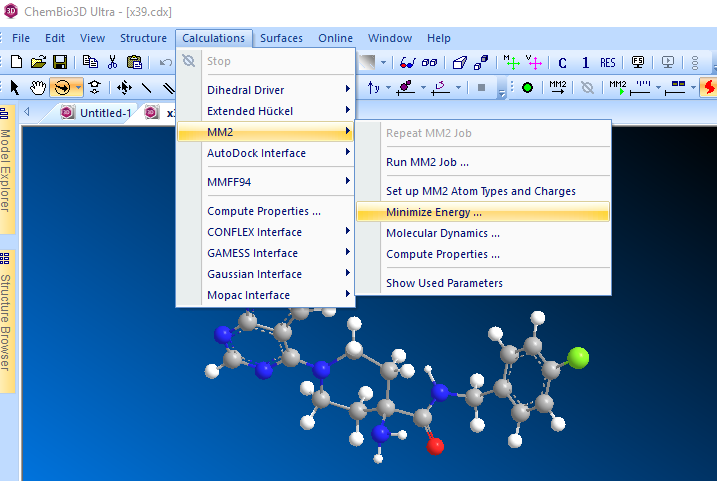 ChemBio3D Ultra - [x39.cdx]
File Edit View Structure Calculations Surfaces Online Window Help
C 1 RES
MM2 MM2
Untitled-1
Stop
Dihedral Driver
Extended Hückel
MM2
AutoDock Interface
MMFF94
Compute Properties ...
CONFLEX Interface
GAMESS Interface
Gaussian Interface
Mopac Interface
Repeat MM2 Job
Run MM2 Job ...
Set up MM2 Atom Types and Charges
Minimize Energy ...
Molecular Dynamics ...
Compute Properties ...
Show Used Parameters
Model Explorer
Structure Browser